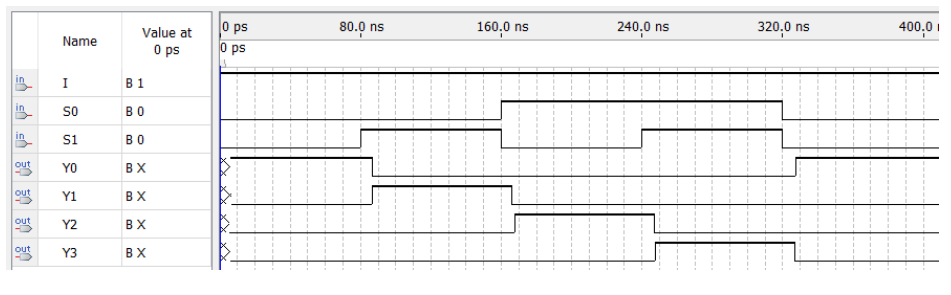 Name Value at 0 ps 0 ps 80.0 ns 160.0 ns 240.0 ns 320.0 ns 400.0
0 ps
in I B 1
in S0 B 0
in S1 B 0
out Y0 B X
out Y1 B X
out Y2 B X
out Y3 B X